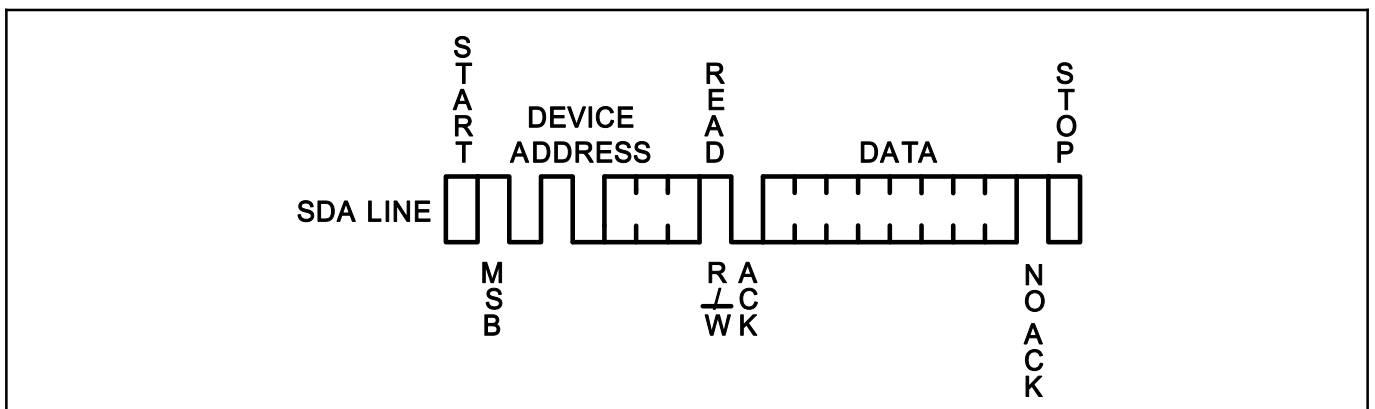 START
DEVICE
ADDRESS
READ
DATA
STOP
SDA LINE
MSB
R/W
ACK
NO ACK